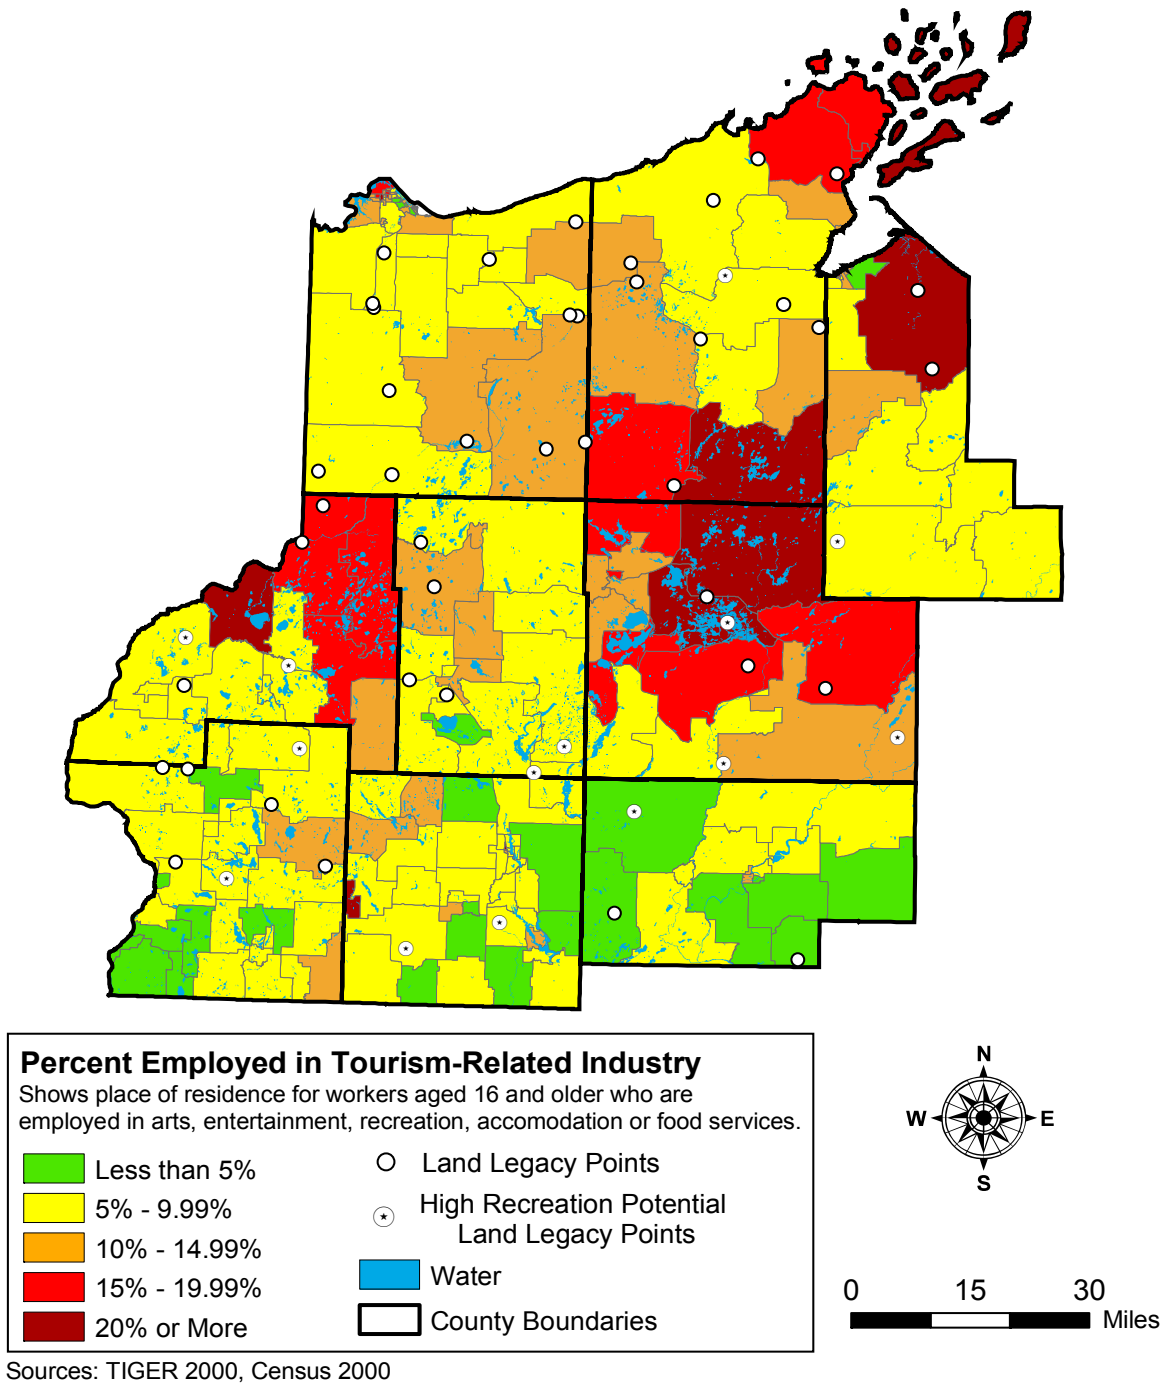 Percent Employed in Tourism-Related Industry
Shows place of residence for workers aged 16 and older who are
employed in arts, entertainment, recreation, accomodation or food services.
Less than 5%
5% - 9.99%
10% - 14.99%
15% - 19.99%
20% or More
Land Legacy Points
High Recreation Potential
Land Legacy Points
Water
County Boundaries
N
W
E
S
0 15 30
Miles
Sources: TIGER 2000, Census 2000